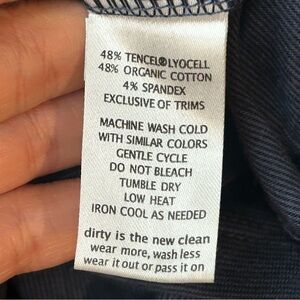 48% TENCEL®LYOCELL
48% ORGANIC COTTON
4% SPANDEX
EXCLUSIVE OF TRIMS
MACHINE WASH COLD
WITH SIMILAR COLORS
GENTLE CYCLE
DO NOT BLEACH
TUMBLE DRY
LOW HEAT
IRON COOL AS NEEDED
dirty is the new clean
wear more, wash less
wear it out or pass it on